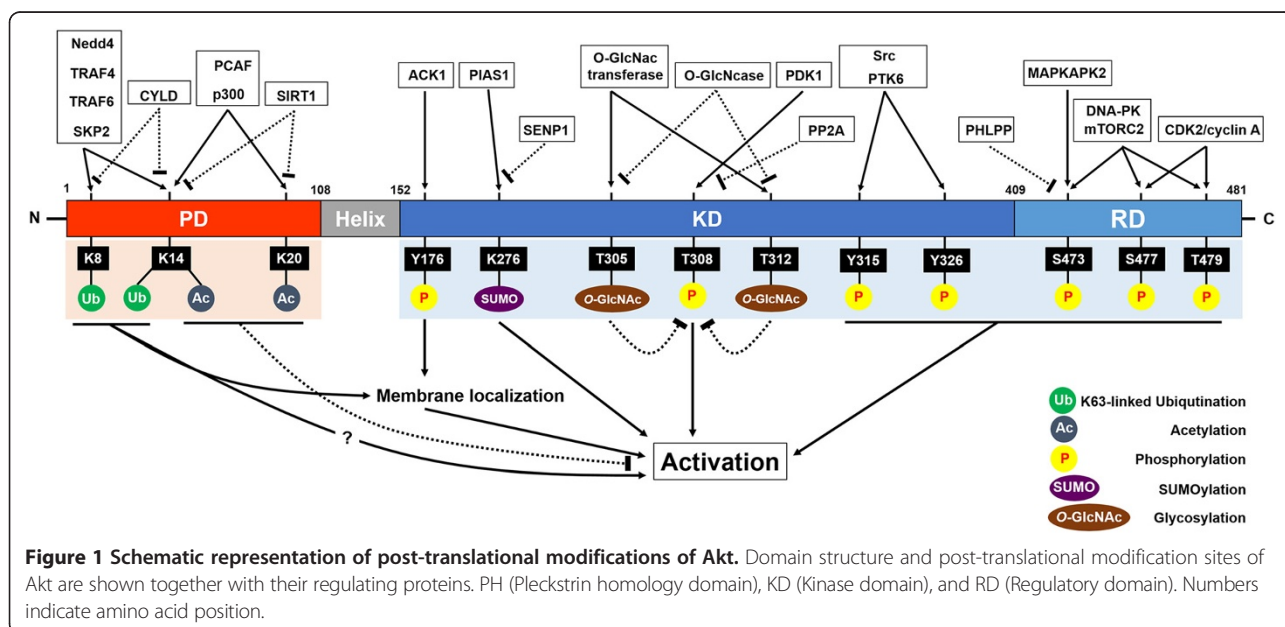 Nedd4
TRAF4
TRAF6
SKP2
CYLD
PCAF
p300
SIRT1
ACK1
PIAS1
SENP1
O-GlcNac
transferase
O-GlcNcase
PDK1
PP2A
Src
PTK6
PHLPP
MAPKAPK2
DNA-PK
mTORC2
CDK2/cyclin A
1 108 152 409 481
N PD Helix KD RD C
K8 K14 K20 Y176 K276 T305 T308 T312 Y315 Y326 S473 S477 T479
Ub Ub Ac Ac P SUMO O-GlcNAc P O-GlcNAc P P P P P
Membrane localization
?
Activation
Ub K63-linked Ubiqutination
Ac Acetylation
P Phosphorylation
SUMO SUMOylation
O-GlcNAc Glycosylation
Figure 1 Schematic representation of post-translational modifications of Akt. Domain structure and post-translational modification sites of
Akt are shown together with their regulating proteins. PH (Pleckstrin homology domain), KD (Kinase domain), and RD (Regulatory domain). Numbers
indicate amino acid position.